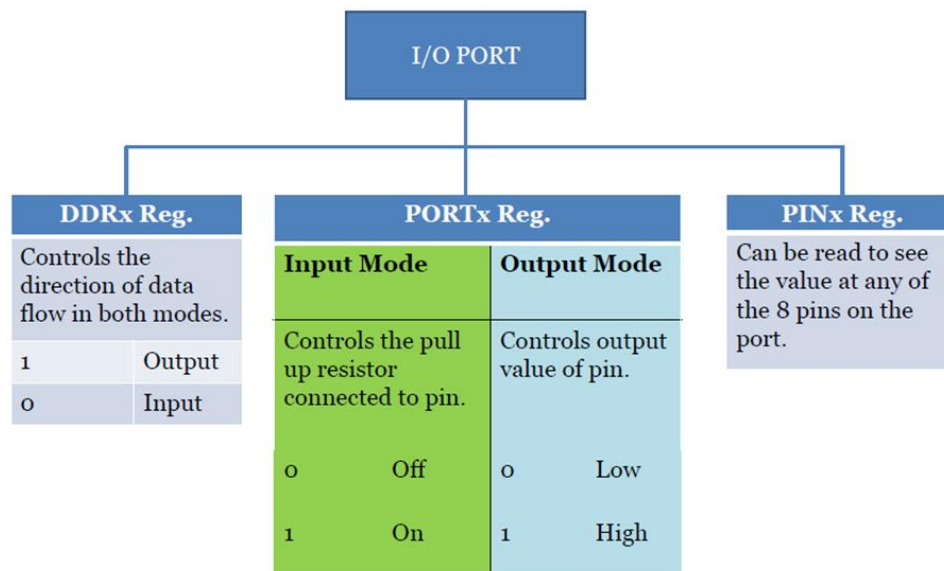 I/O PORT
DDRx Reg.
Controls the
direction of data
flow in both modes.
1 Output
0 Input
PORTx Reg.
Input Mode
Controls the pull
up resistor
connected to pin.
0 Off
1 On
Output Mode
Controls output
value of pin.
0 Low
1 High
PINx Reg.
Can be read to see
the value at any of
the 8 pins on the
port.